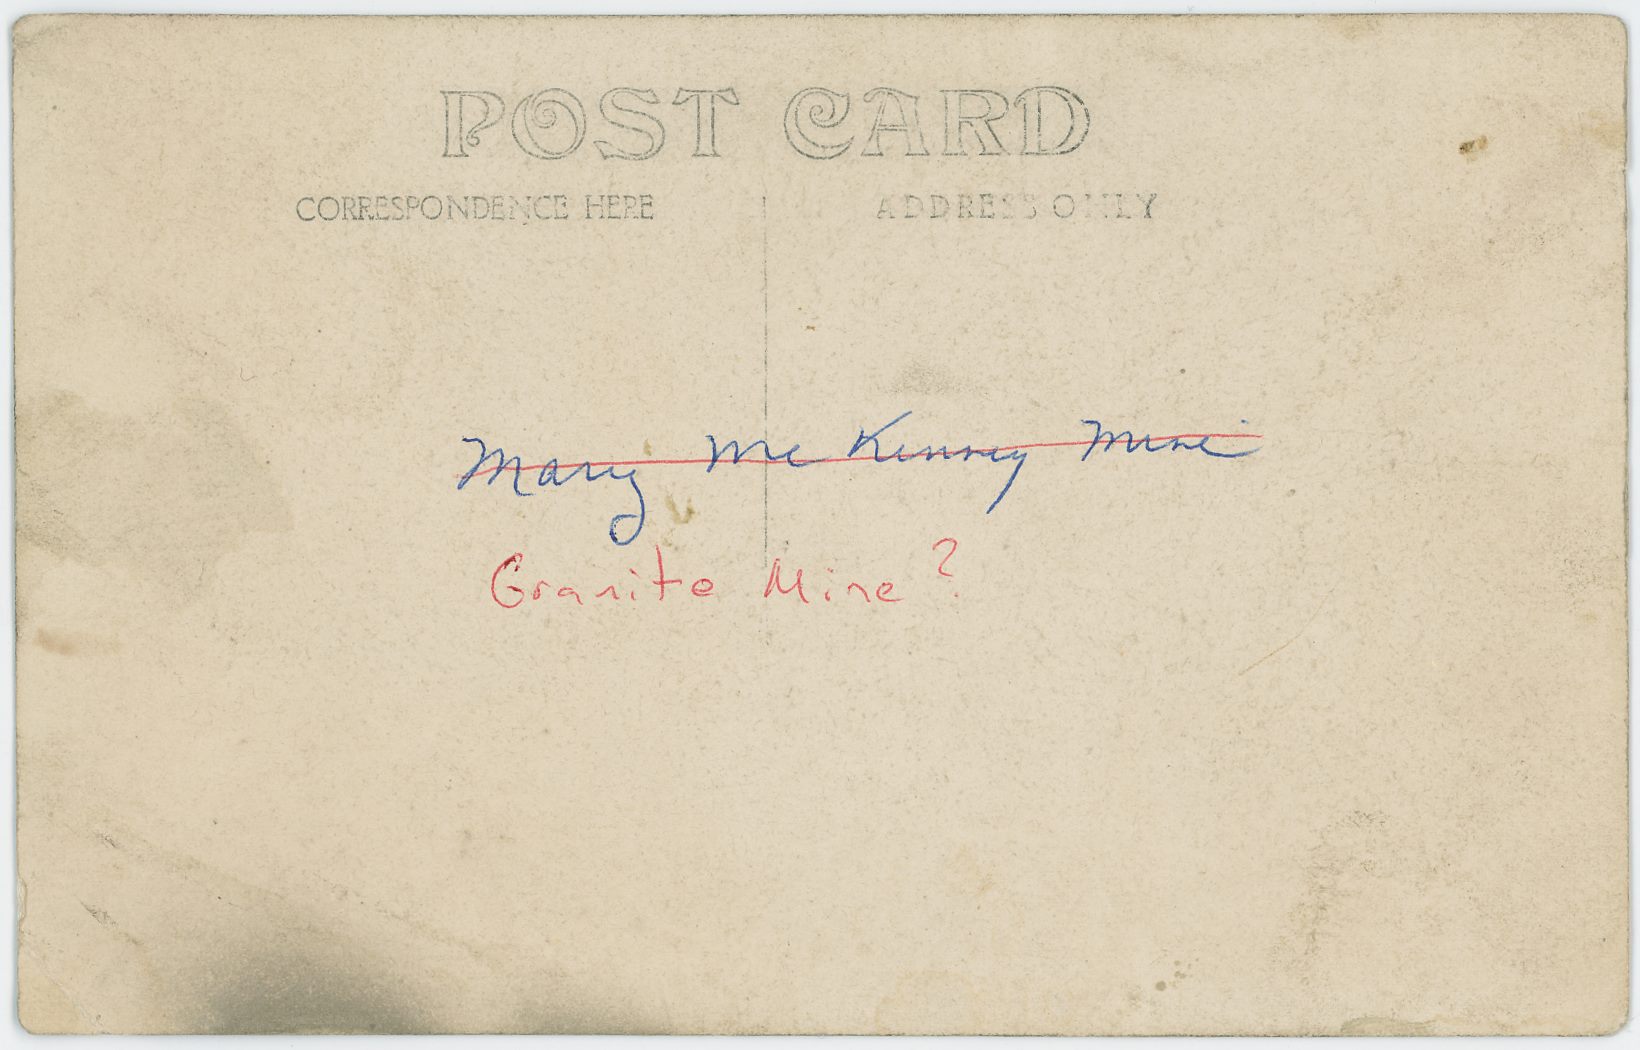 POST CARD
CORRESPONDENCE HERE ADDRESS ONLY
Mary McKinney Mine
Granite Mine?